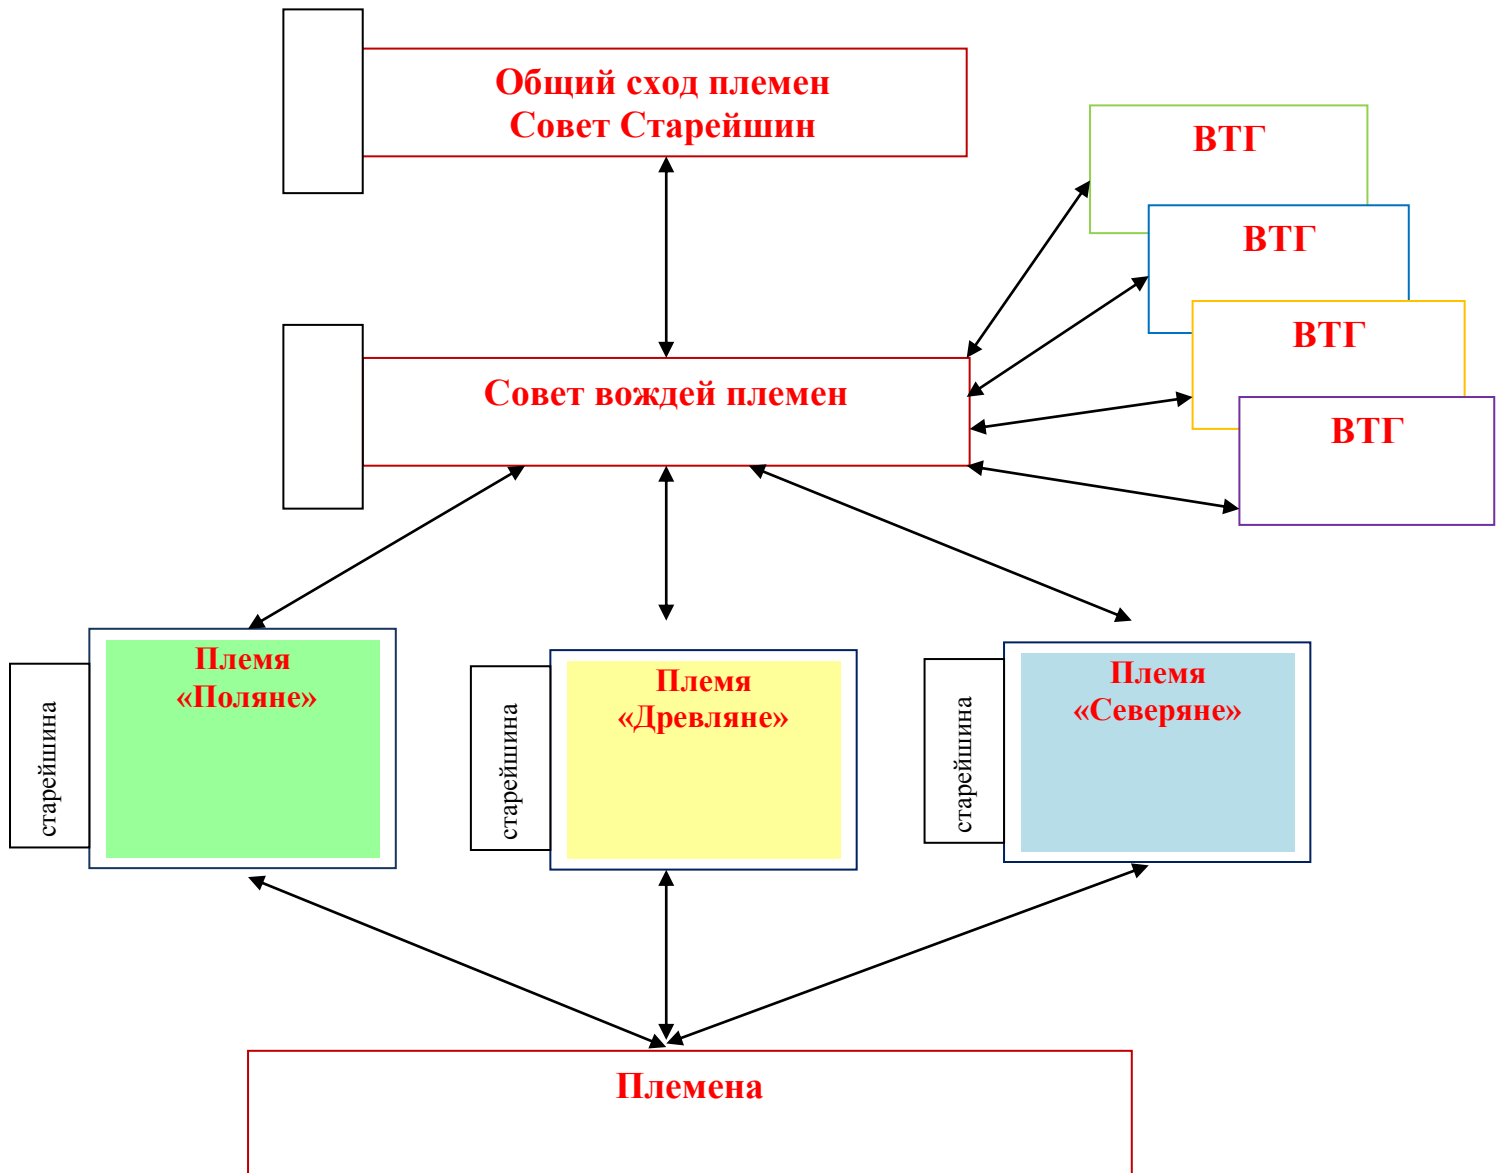 Общий сход племен
Совет Старейшин
ВТГ
ВТГ
ВТГ
ВТГ
Совет вождей племен
старейшина
Племя
«Поляне»
старейшина
Племя
«Древляне»
старейшина
Племя
«Северяне»
Племена